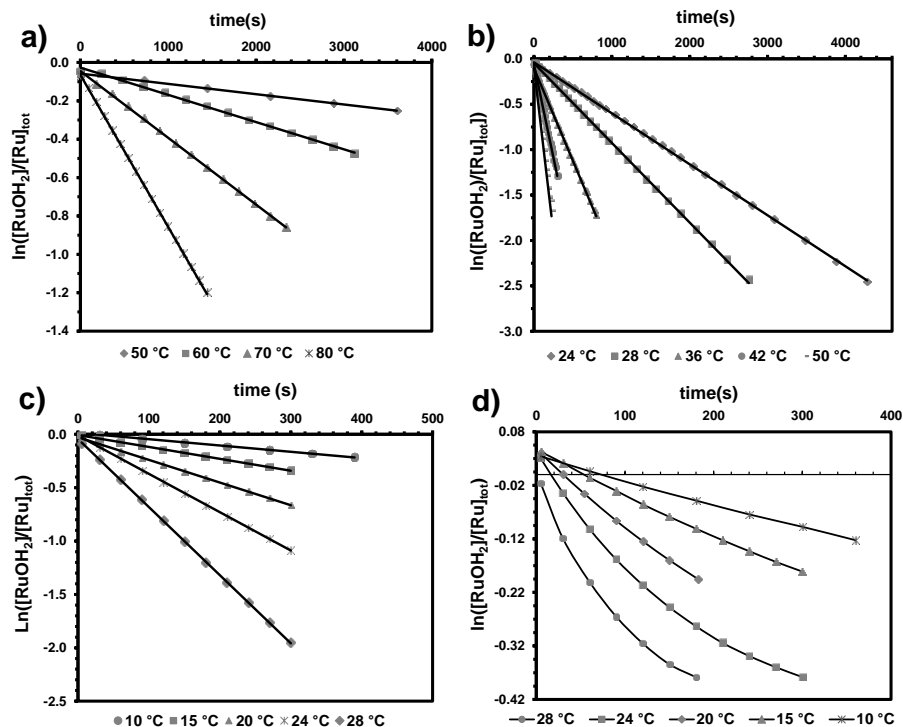 a)
time(s)
0 1000 2000 3000 4000
0.0
-0.2
-0.4
-0.6
-0.8
-1.0
-1.2
-1.4
ln([RuOH2]/[Ru]tot
50 °C 60 °C 70 °C 80 °C
b)
time(s)
0 1000 2000 3000 4000
0.0
-0.5
-1.0
-1.5
-2.0
-2.5
-3.0
ln([RuOH2)/[Ru]tot])
24 °C 28 °C 36 °C 42 °C 50 °C
c)
time (s)
0 100 200 300 400 500
0.0
-0.5
-1.0
-1.5
-2.0
-2.5
Ln([RuOH2]/[Ru]tot)
10 °C 15 °C 20 °C 24 °C 28 °C
d)
time(s)
0 100 200 300 400
0.08
-0.02
-0.12
-0.22
-0.32
-0.42
ln([RuOH2]/[Ru]tot)
28 °C 24 °C 20 °C 15 °C 10 °C